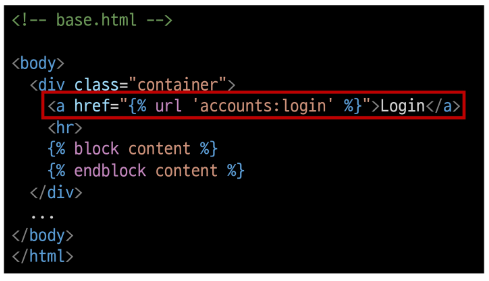 <!-- base.html -->
<body>
<div class="container">
<a href="{% url 'accounts:login' %}">Login</a>
<hr>
{% block content %}
{% endblock content %}
</div>
...
</body>
</html>